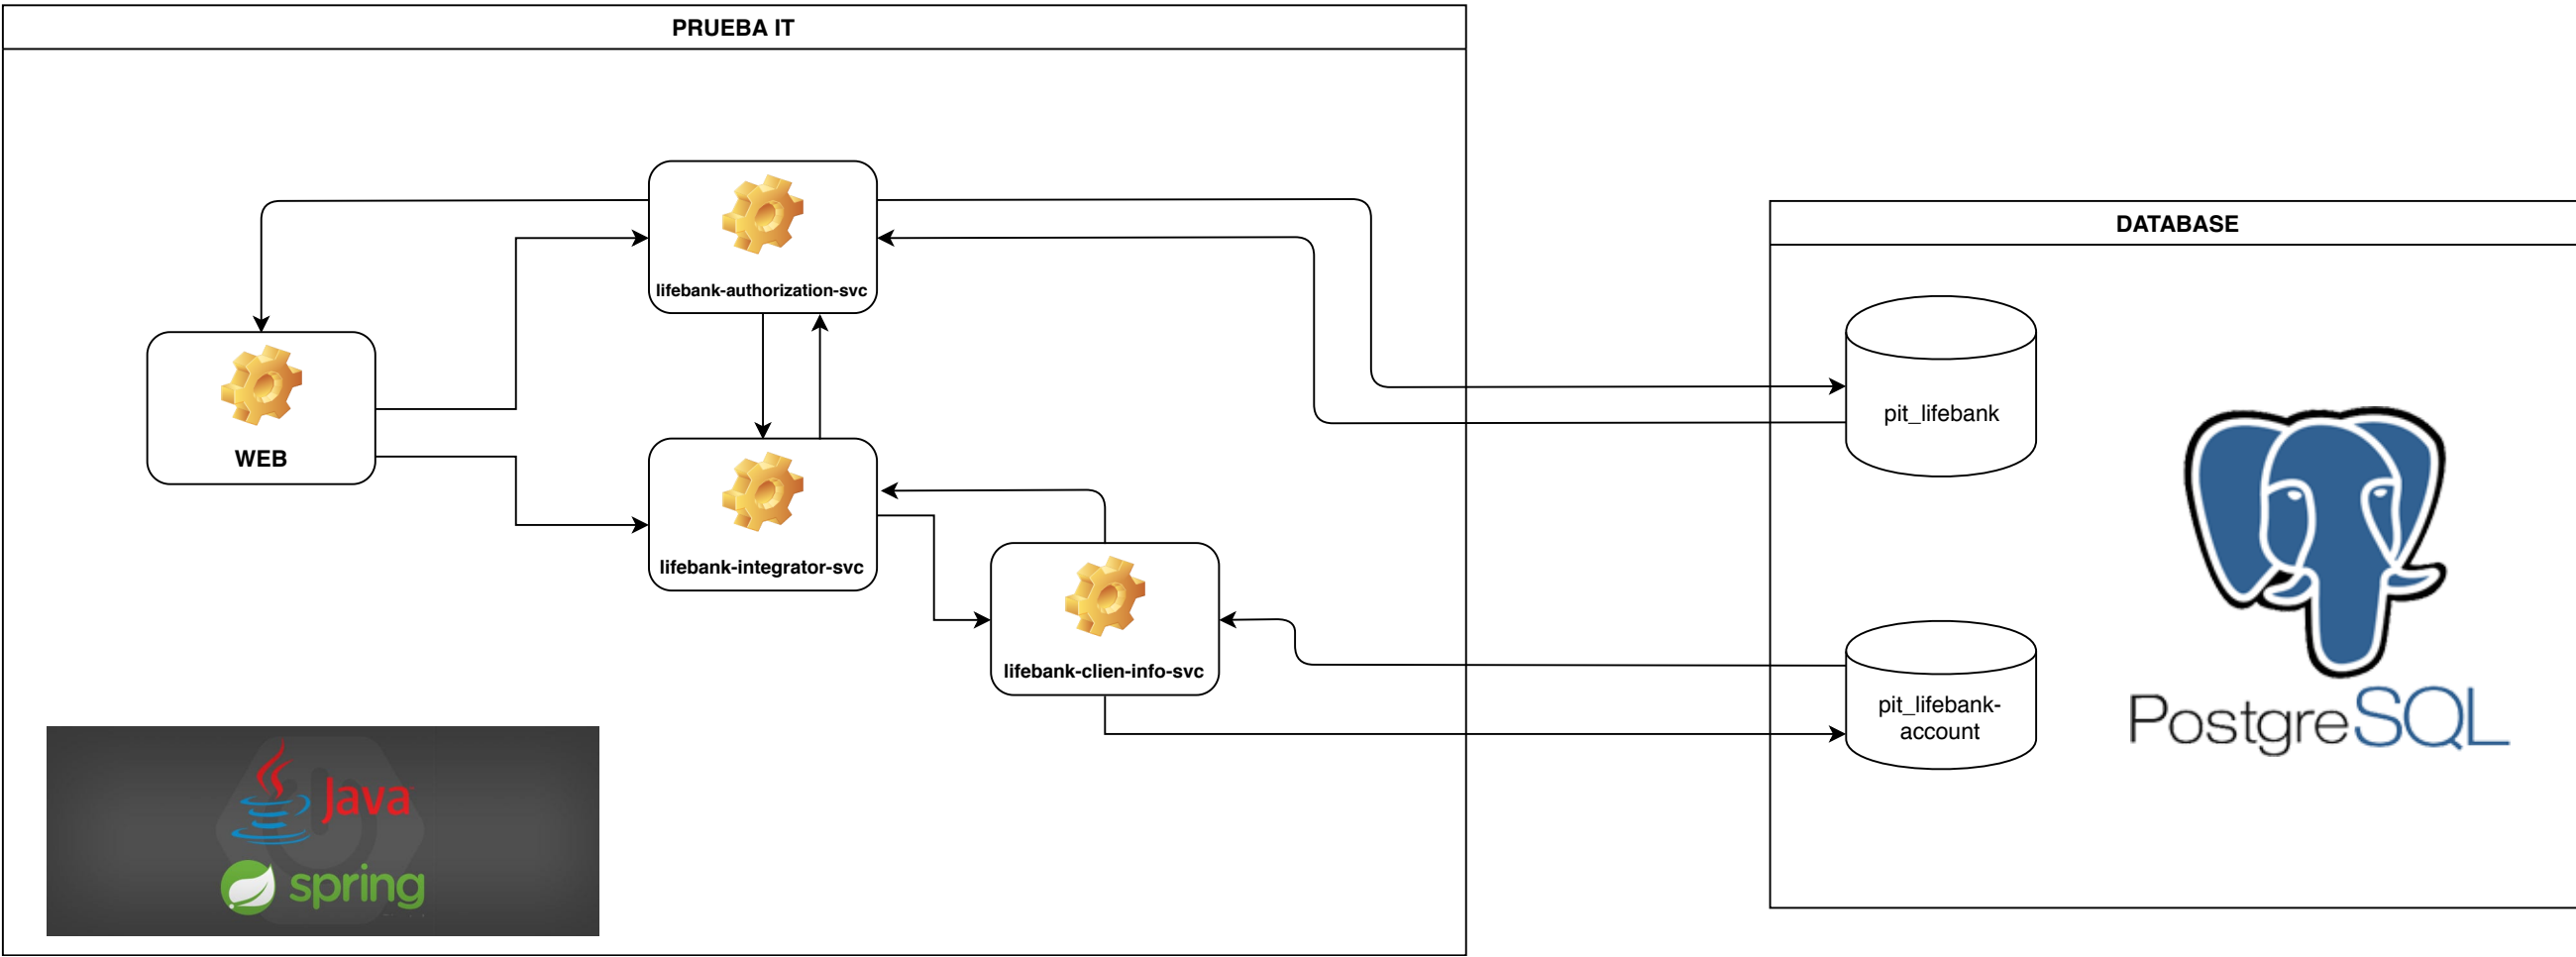 PRUEBA IT
DATABASE
lifebank-authorization-svc
WEB
pit_lifebank
lifebank-integrator-svc
lifebank-clien-info-svc
pit_lifebank-
account
PostgreSQL
Java
spring